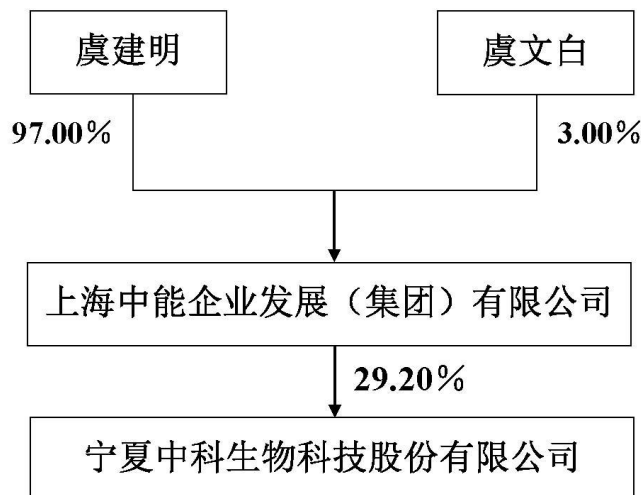 虞建明
虞文白
97.00%
3.00%
上海中能企业发展（集团）有限公司
29.20%
宁夏中科生物科技股份有限公司